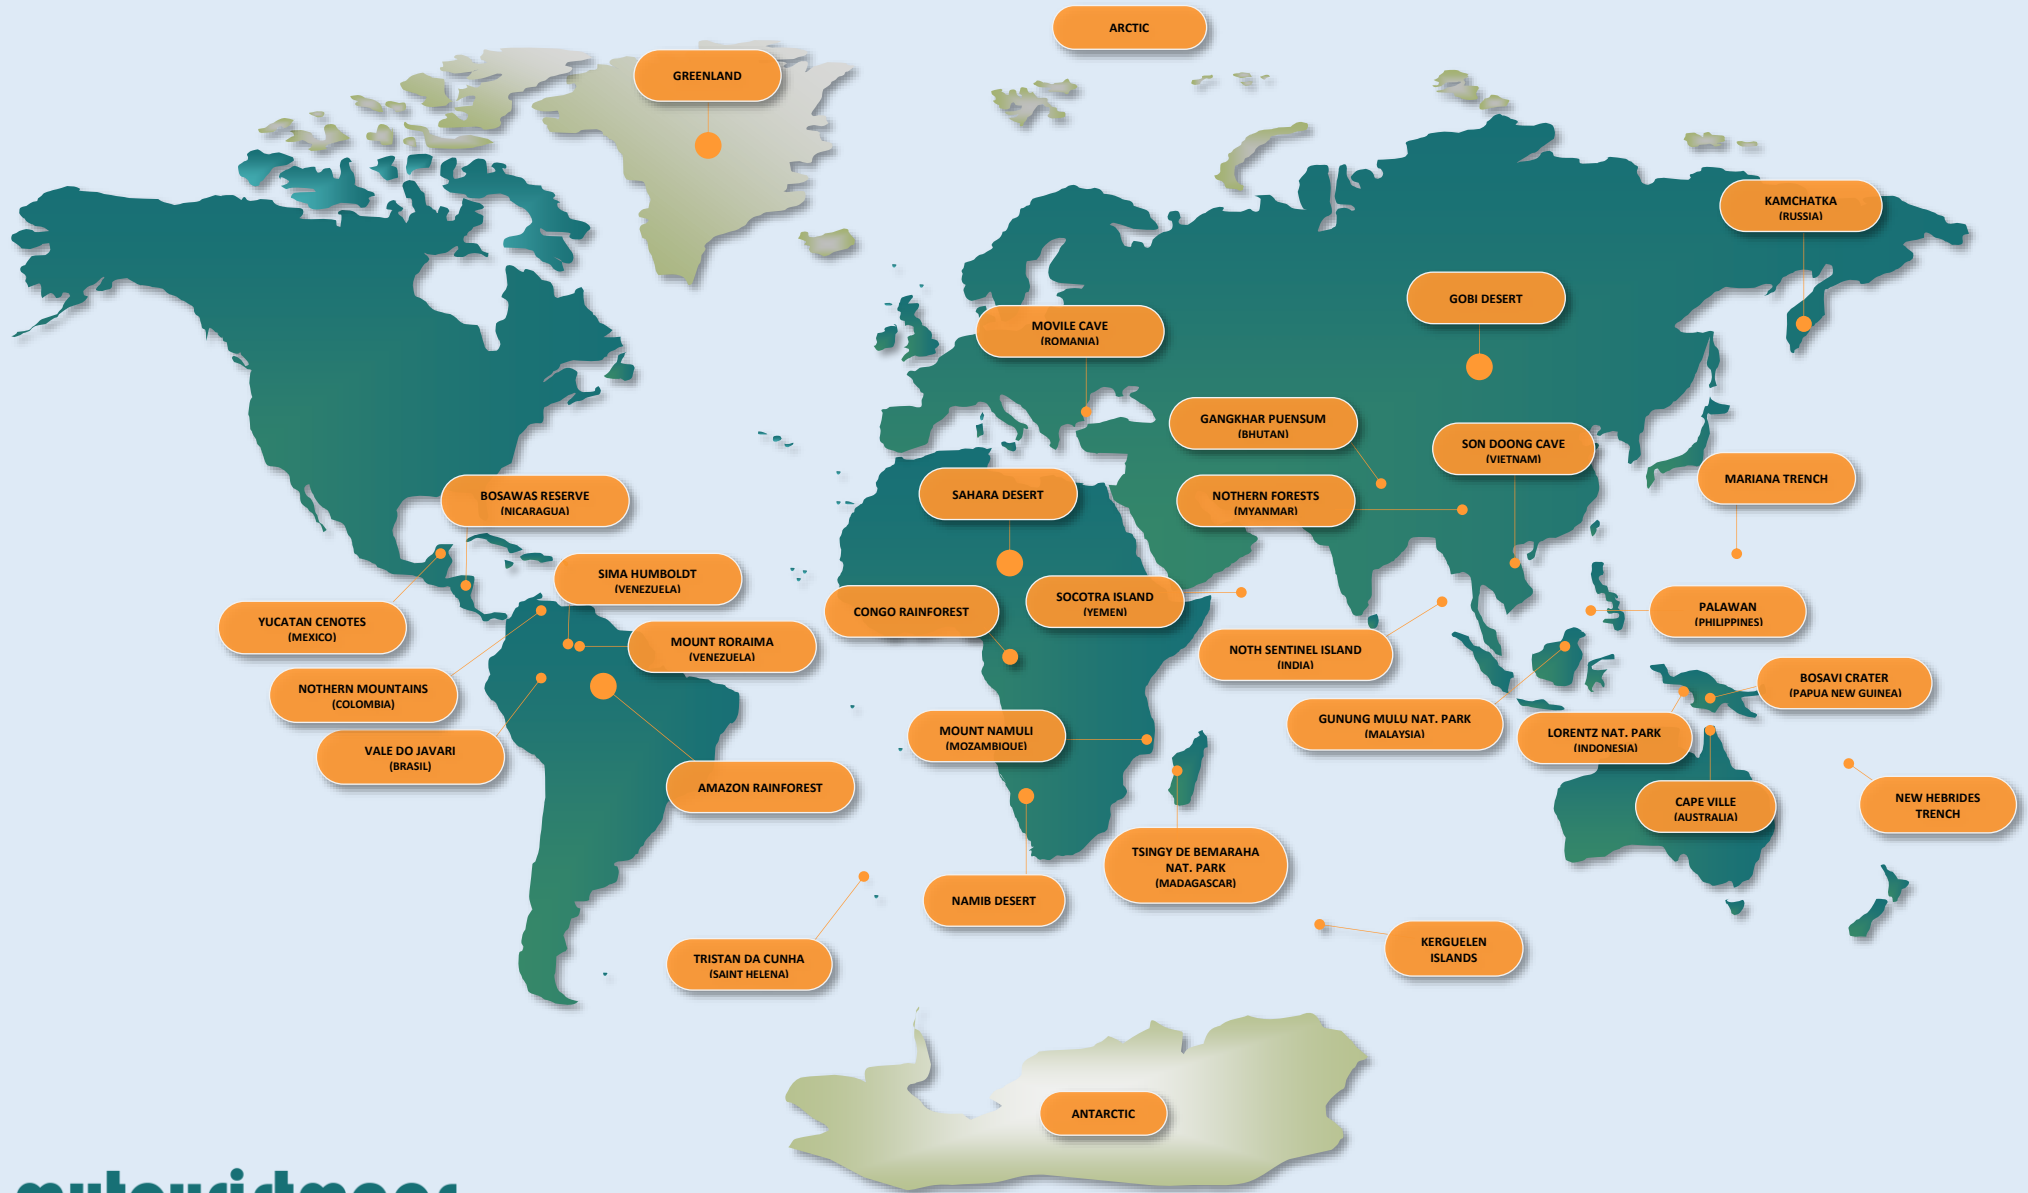 ARCTIC
GREENLAND
KAMCHATKA
(RUSSIA)
GOBI DESERT
MOVILE CAVE
(ROMANIA)
GANGKHAR PUENSUM
(BHUTAN)
SON DOONG CAVE
(VIETNAM)
MARIANA TRENCH
BOSAWAS RESERVE
(NICARAGUA)
SAHARA DESERT
NOTHERN FORESTS
(MYANMAR)
SIMA HUMBOLDT
(VENEZUELA)
SOCOTRA ISLAND
(YEMEN)
CONGO RAINFOREST
PALAWAN
(PHILIPPINES)
YUCATAN CENOTES
(MEXICO)
MOUNT RORAIMA
(VENEZUELA)
NOTH SENTINEL ISLAND
(INDIA)
BOSAVI CRATER
(PAPUA NEW GUINEA)
NOTHERN MOUNTAINS
(COLOMBIA)
GUNUNG MULU NAT. PARK
(MALAYSIA)
MOUNT NAMULI
(MOZAMBIQUE)
LORENTZ NAT. PARK
(INDONESIA)
VALE DO JAVARI
(BRASIL)
AMAZON RAINFOREST
CAPE VILLE
(AUSTRALIA)
NEW HEBRIDES
TRENCH
TSINGY DE BEMARAHA
NAT. PARK
(MADAGASCAR)
NAMIB DESERT
KERGUELEN
ISLANDS
TRISTAN DA CUNHA
(SAINT HELENA)
ANTARCTIC
mytouristmaps